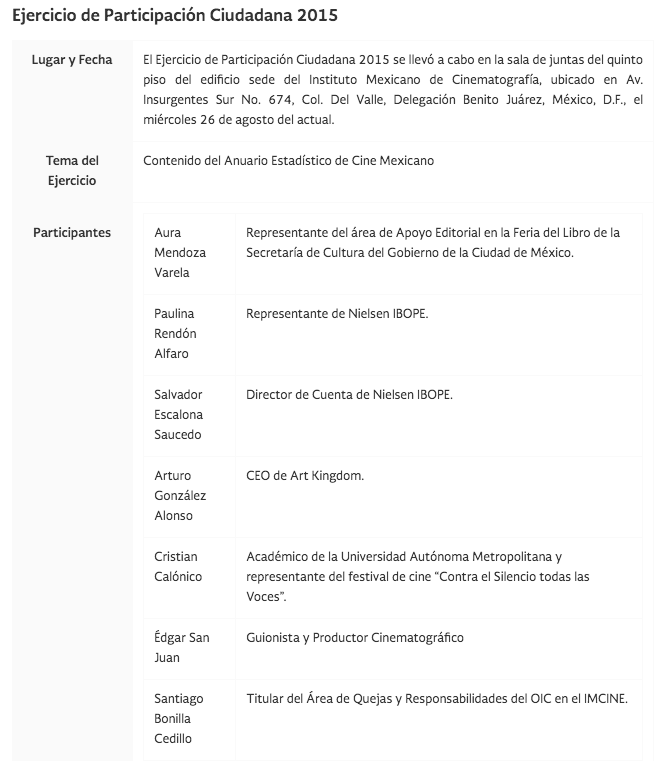 Ejercicio de Participación Ciudadana 2015
Lugar y Fecha
El Ejercicio de Participación Ciudadana 2015 se llevó a cabo en la sala de juntas del quinto
piso del edificio sede del Instituto Mexicano de Cinematografía, ubicado en Av.
Insurgentes Sur No. 674, Col. Del Valle, Delegación Benito Juárez, México, D.F., el
miércoles 26 de agosto del actual.
Tema del
Ejercicio
Contenido del Anuario Estadístico de Cine Mexicano
Participantes
Aura
Mendoza
Varela
Representante del área de Apoyo Editorial en la Feria del Libro de la
Secretaría de Cultura del Gobierno de la Ciudad de México.
Paulina
Rendón
Alfaro
Representante de Nielsen IBOPE.
Salvador
Escalona
Saucedo
Director de Cuenta de Nielsen IBOPE.
Arturo
González
Alonso
CEO de Art Kingdom.
Cristian
Calónico
Académico de la Universidad Autónoma Metropolitana y
representante del festival de cine “Contra el Silencio todas las
Voces”.
Édgar San
Juan
Guionista y Productor Cinematográfico
Santiago
Bonilla
Cedillo
Titular del Área de Quejas y Responsabilidades del OIC en el IMCINE.